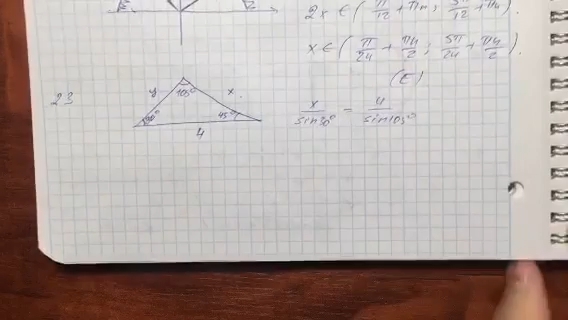 2x ∈ ( π/12 + πn ; 5π/12 + πn ).
x ∈ ( π/24 + πn/2 ; 5π/24 + πn/2 ).
(E)
23
y 105° x
45°
4
x/sin30° = 4/sin105°